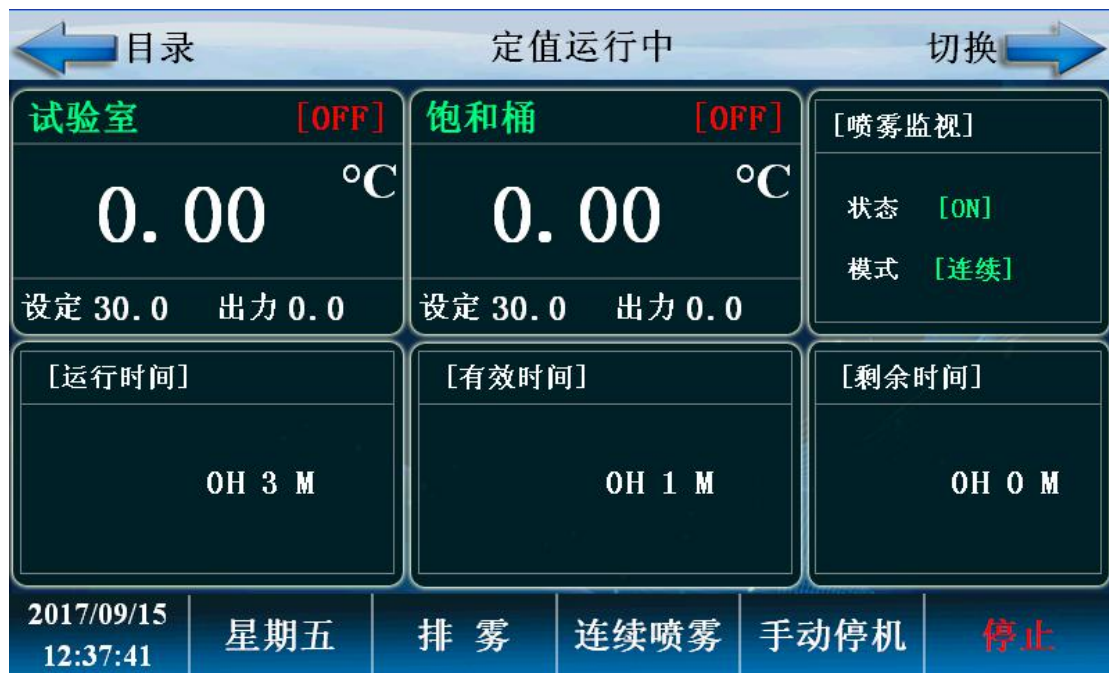 目录 定值运行中 切换
试验室 [OFF] 饱和桶 [OFF] [喷雾监视]
0.00 °C 0.00 °C
状态 [ON]
模式 [连续]
设定 30.0 出力 0.0 设定 30.0 出力 0.0
[运行时间] [有效时间] [剩余时间]
0H 3 M 0H 1 M 0H 0 M
2017/09/15
12:37:41
星期五 排 雾 连续喷雾 手动停机 停止